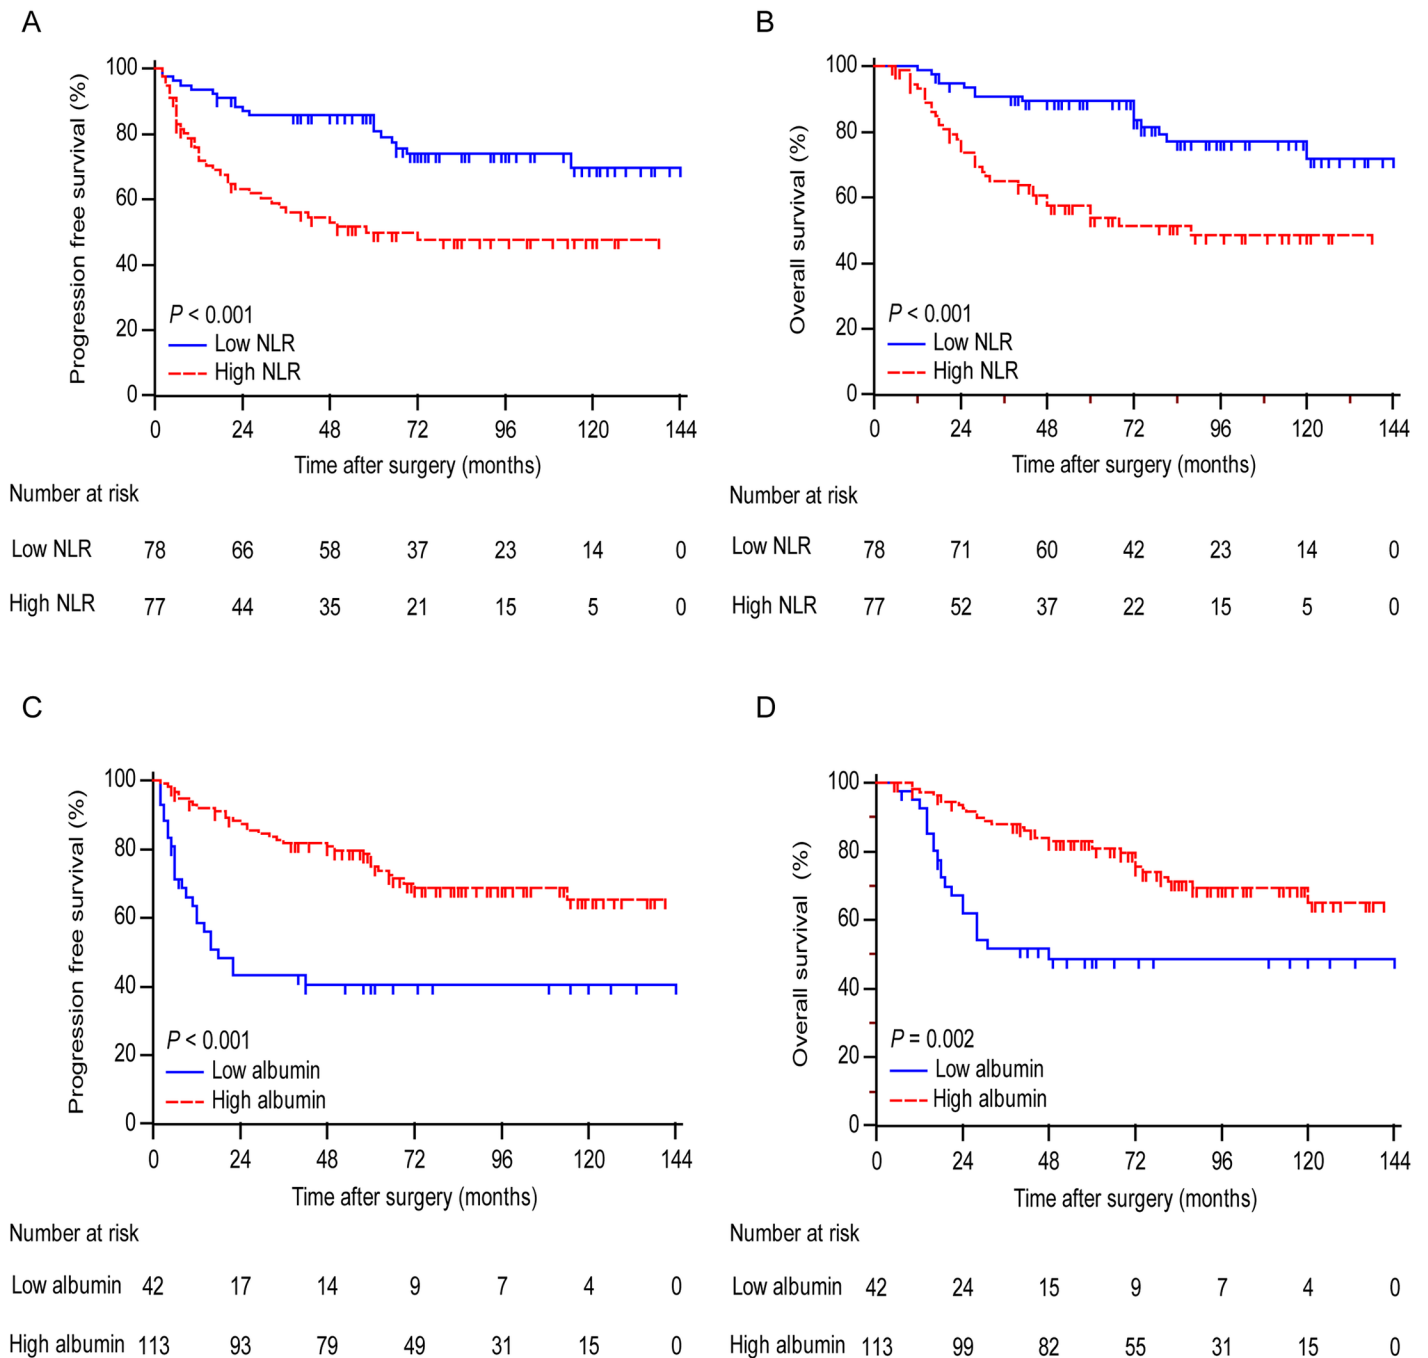 A
Progression free survival (%)
100
80
60
40
20
0
P < 0.001
Low NLR
High NLR
0 24 48 72 96 120 144
Time after surgery (months)
Number at risk
Low NLR 78 66 58 37 23 14 0
High NLR 77 44 35 21 15 5 0
B
Overall survival (%)
100
80
60
40
20
0
P < 0.001
Low NLR
High NLR
0 24 48 72 96 120 144
Time after surgery (months)
Number at risk
Low NLR 78 71 60 42 23 14 0
High NLR 77 52 37 22 15 5 0
C
Progression free survival (%)
100
80
60
40
20
0
P < 0.001
Low albumin
High albumin
0 24 48 72 96 120 144
Time after surgery (months)
Number at risk
Low albumin 42 17 14 9 7 4 0
High albumin 113 93 79 49 31 15 0
D
Overall survival (%)
100
80
60
40
20
0
P = 0.002
Low albumin
High albumin
0 24 48 72 96 120 144
Time after surgery (months)
Number at risk
Low albumin 42 24 15 9 7 4 0
High albumin 113 99 82 55 31 15 0